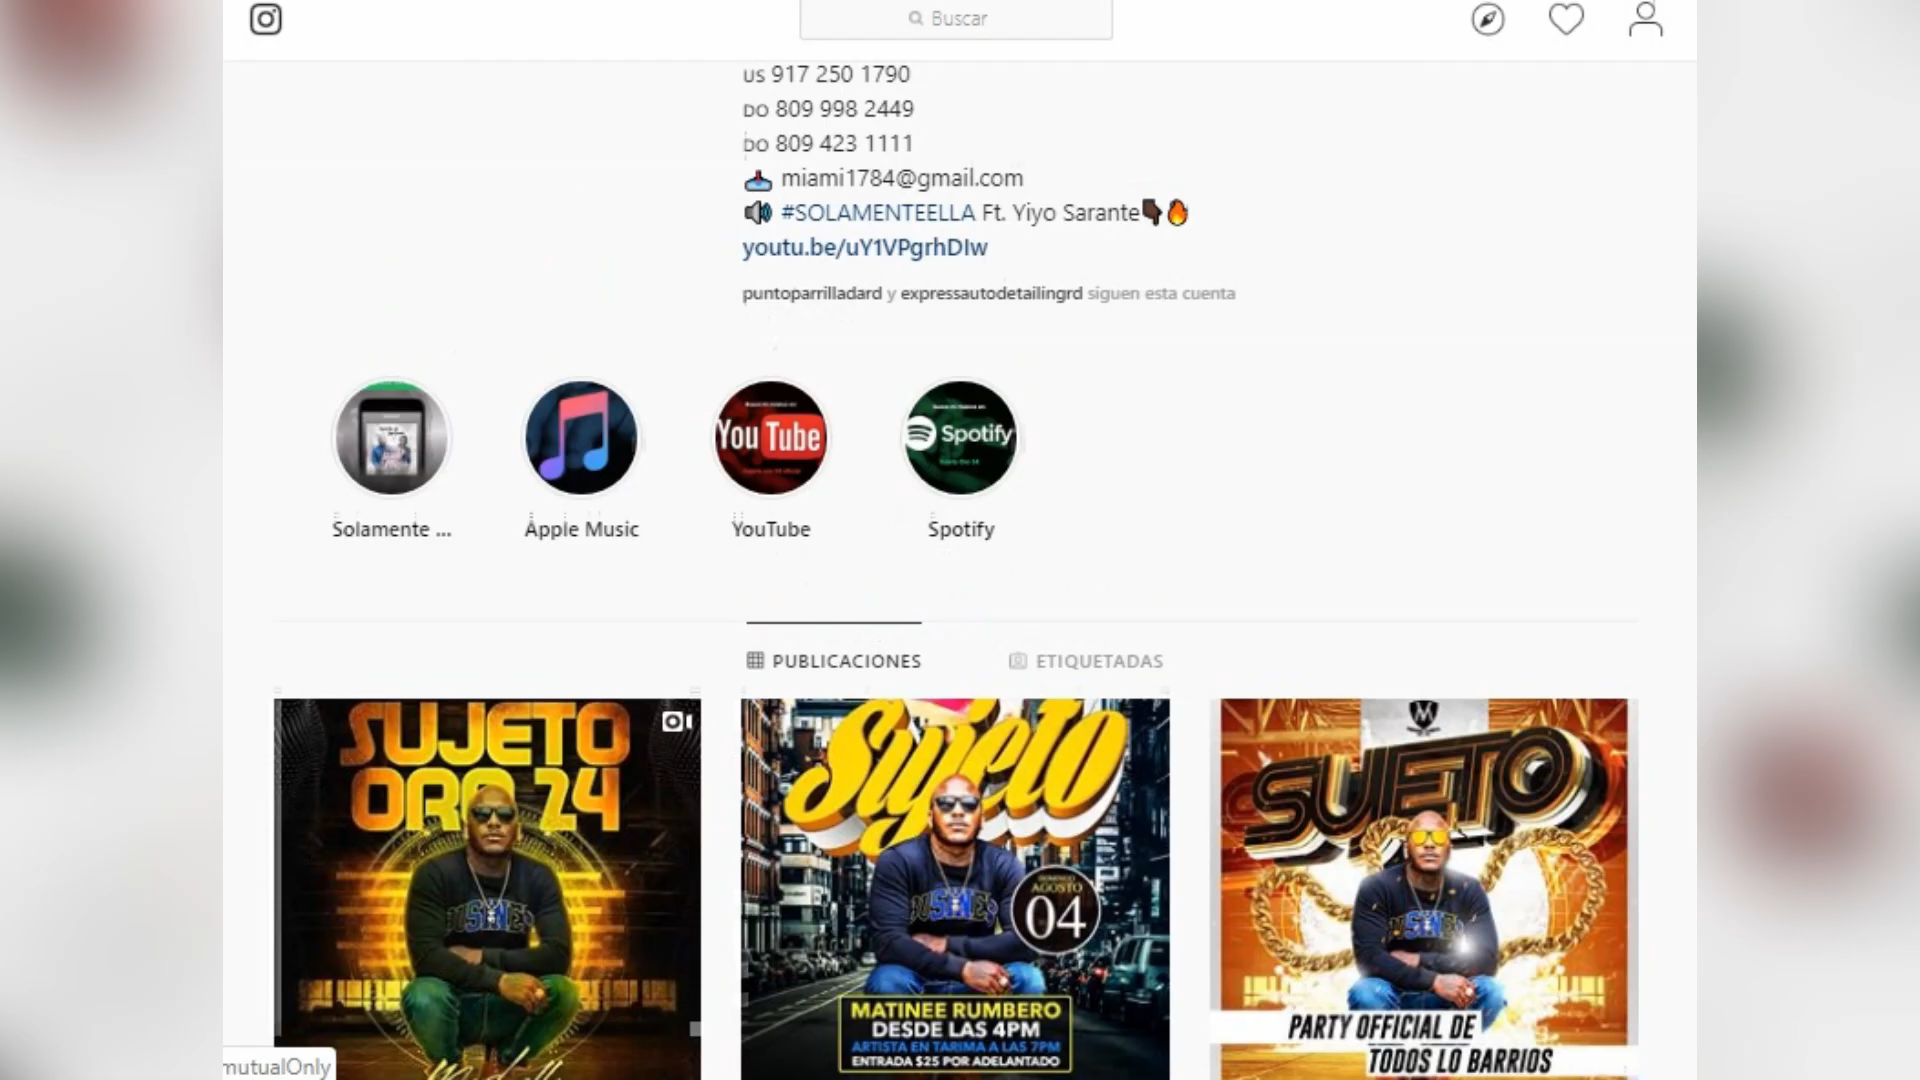 Buscar
us 917 250 1790
DO 809 998 2449
DO 809 423 1111
miami1784@gmail.com
#SOLAMENTEELLA Ft. Yiyo Sarante
youtu.be/uY1VPgrhDIw
puntoparrilladard y expressautodetailingrd siguen esta cuenta
You Tube
Spotify
Solamente ...
Apple Music
YouTube
Spotify
PUBLICACIONES
ETIQUETADAS
SUJETO
ORO 24
Sujeto
DOMINGO
AGOSTO
04
MATINEE RUMBERO
DESDE LAS 4PM
ARTISTA EN TARIMA A LAS 7PM
ENTRADA $25 POR ADELANTADO
SUJETO
PARTY OFFICIAL DE
TODOS LO BARRIOS
mutualOnly